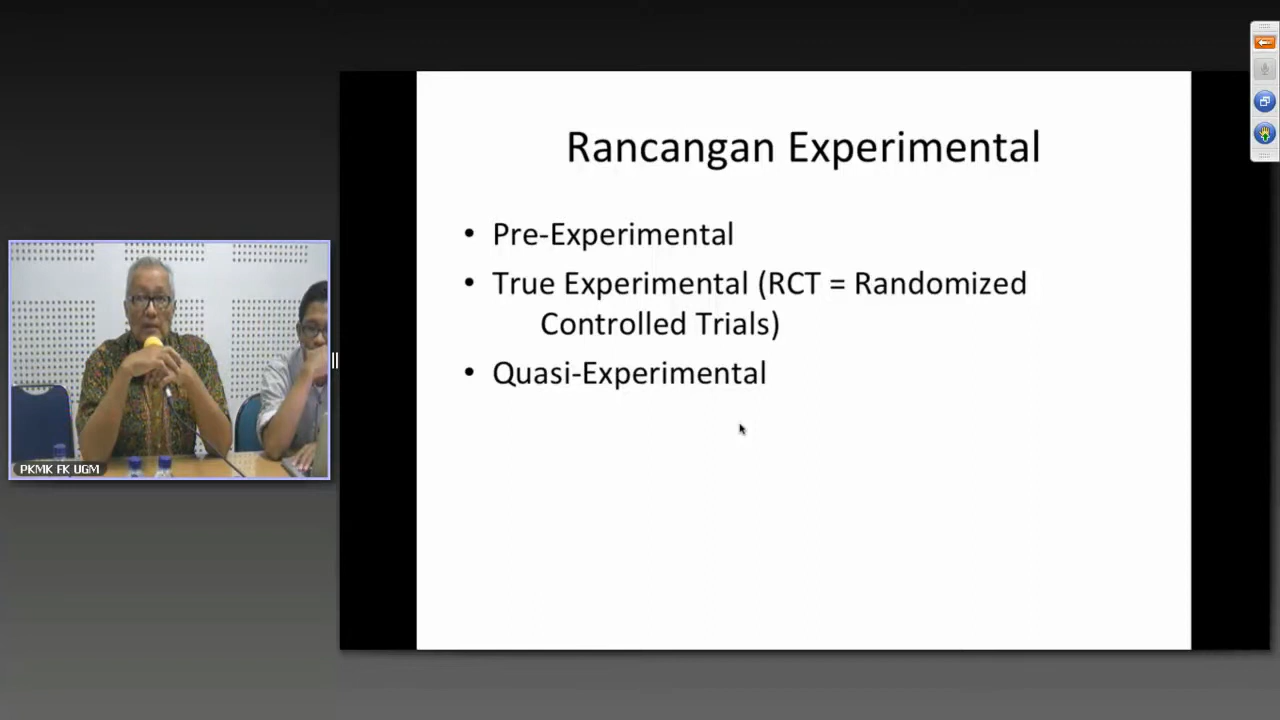 Rancangan Experimental
• Pre-Experimental
• True Experimental (RCT = Randomized
Controlled Trials)
• Quasi-Experimental
PKMK FK UGM